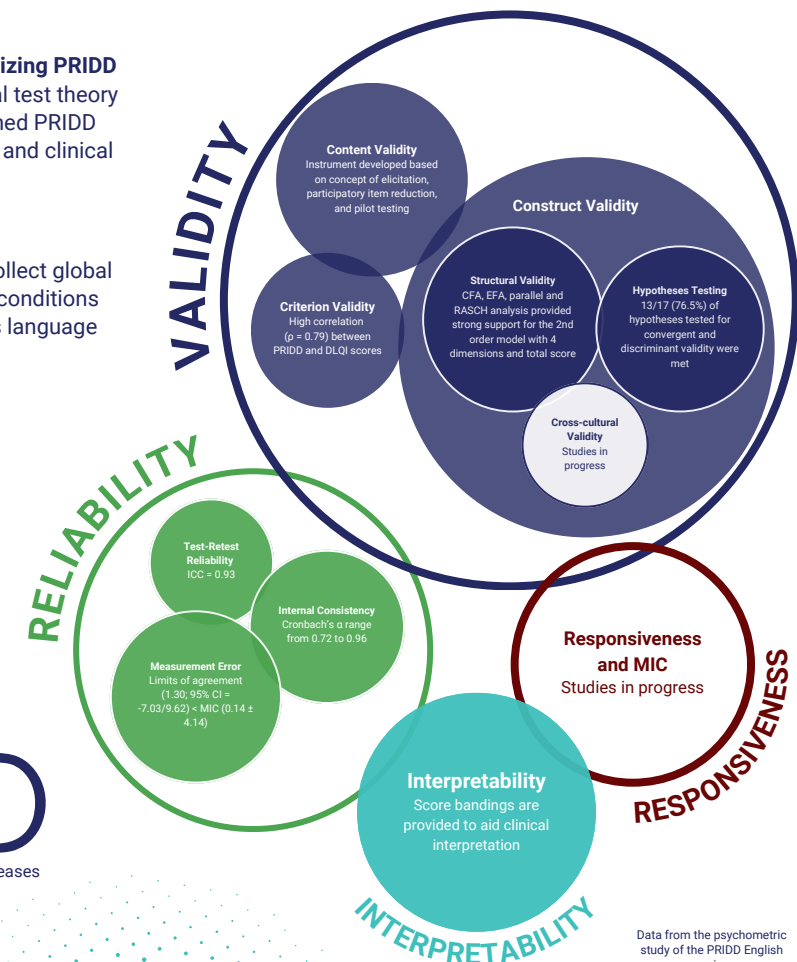 izing PRIDD
al test theory
ned PRIDD
and clinical
ollect global
conditions
s language
VALIDITY
Content Validity
Instrument developed based
on concept of elicitation,
participatory item reduction,
and pilot testing
Construct Validity
Criterion Validity
High correlation
(ρ = 0.79) between
PRIDD and DLQI scores
Structural Validity
CFA, EFA, parallel and
RASCH analysis provided
strong support for the 2nd
order model with 4
dimensions and total score
Hypotheses Testing
13/17 (76.5%) of
hypotheses tested for
convergent and
discriminant validity were
met
Cross-cultural
Validity
Studies in
progress
RELIABILITY
Test-Retest
Reliability
ICC = 0.93
Internal Consistency
Cronbach's α range
from 0.72 to 0.96
Measurement Error
Limits of agreement
(1.30; 95% CI =
-7.03/9.62) < MIC (0.14 ±
4.14)
Responsiveness
and MIC
Studies in progress
RESPONSIVENESS
Interpretability
Score bandings are
provided to aid clinical
interpretation
INTERPRETABILITY
D
eases
Data from the psychometric
study of the PRIDD English